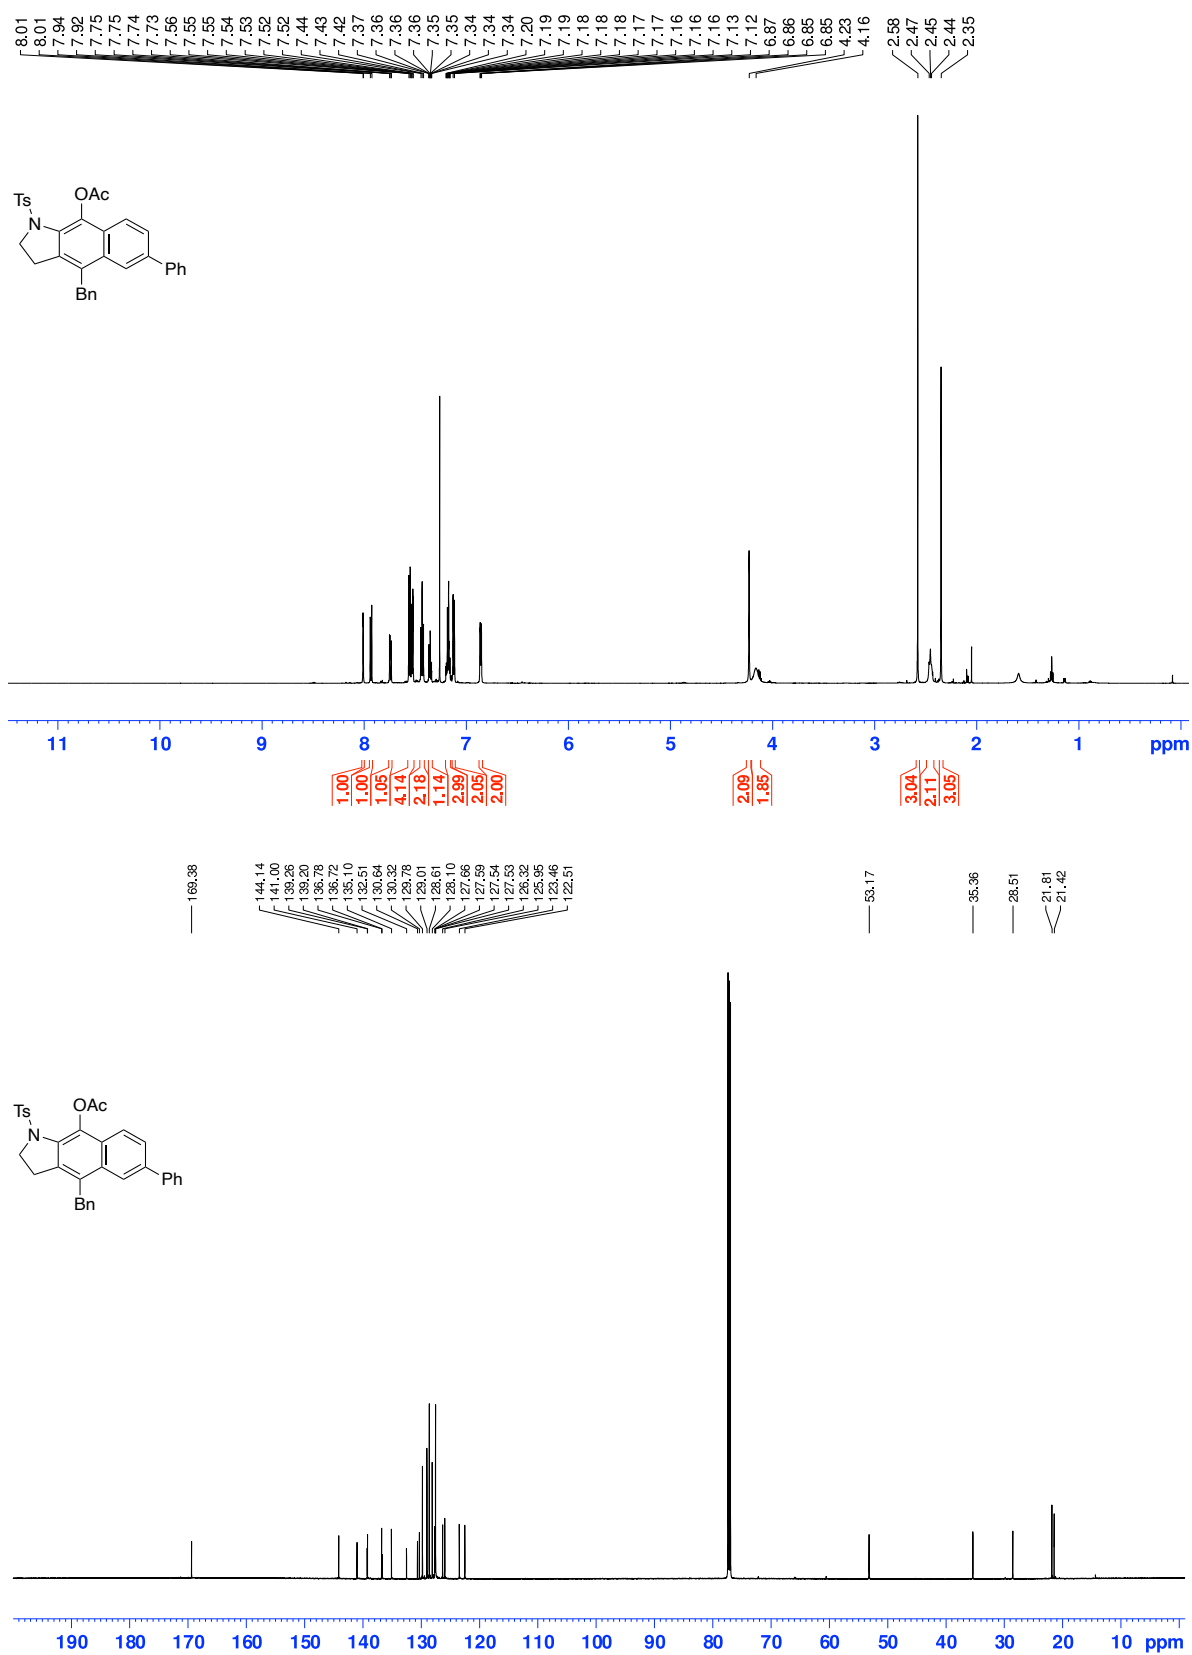 8.01 8.01 7.94 7.92 7.75 7.75 7.74 7.73 7.56 7.55 7.55 7.54 7.53 7.52 7.52 7.44 7.43 7.42 7.37 7.36 7.36 7.36 7.35 7.35 7.34 7.34 7.34 7.20 7.19 7.19 7.18 7.18 7.18 7.17 7.17 7.16 7.16 7.16 7.13 7.12 6.87 6.86 6.85 6.85 4.23 4.16 2.58 2.47 2.45 2.44 2.35
OAc
Ts
N
Ph
Bn
11 10 9 8 7 6 5 4 3 2 1 ppm
1.00 1.00 1.05 4.14 2.18 1.14 2.99 2.05 2.00 2.09 1.85 3.04 2.11 3.05
169.38 144.14 141.00 139.26 139.20 136.78 136.72 135.10 132.51 130.64 130.32 129.78 129.01 128.61 128.10 127.66 127.59 127.54 127.53 126.32 125.95 123.46 122.51 53.17 35.36 28.51 21.81 21.42
OAc
Ts
N
Ph
Bn
190 180 170 160 150 140 130 120 110 100 90 80 70 60 50 40 30 20 10 ppm